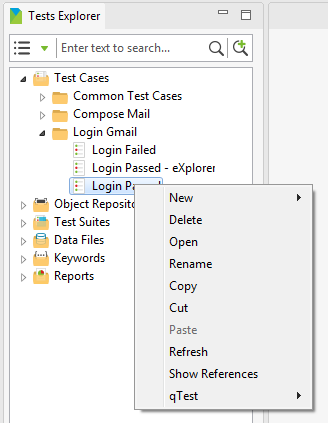 Tests Explorer
Enter text to search...
Test Cases
Common Test Cases
Compose Mail
Login Gmail
Login Failed
Login Passed - eXplorer
Login Pa
Object Reposito
Test Suites
Data Files
Keywords
Reports
New
Delete
Open
Rename
Copy
Cut
Paste
Refresh
Show References
qTest